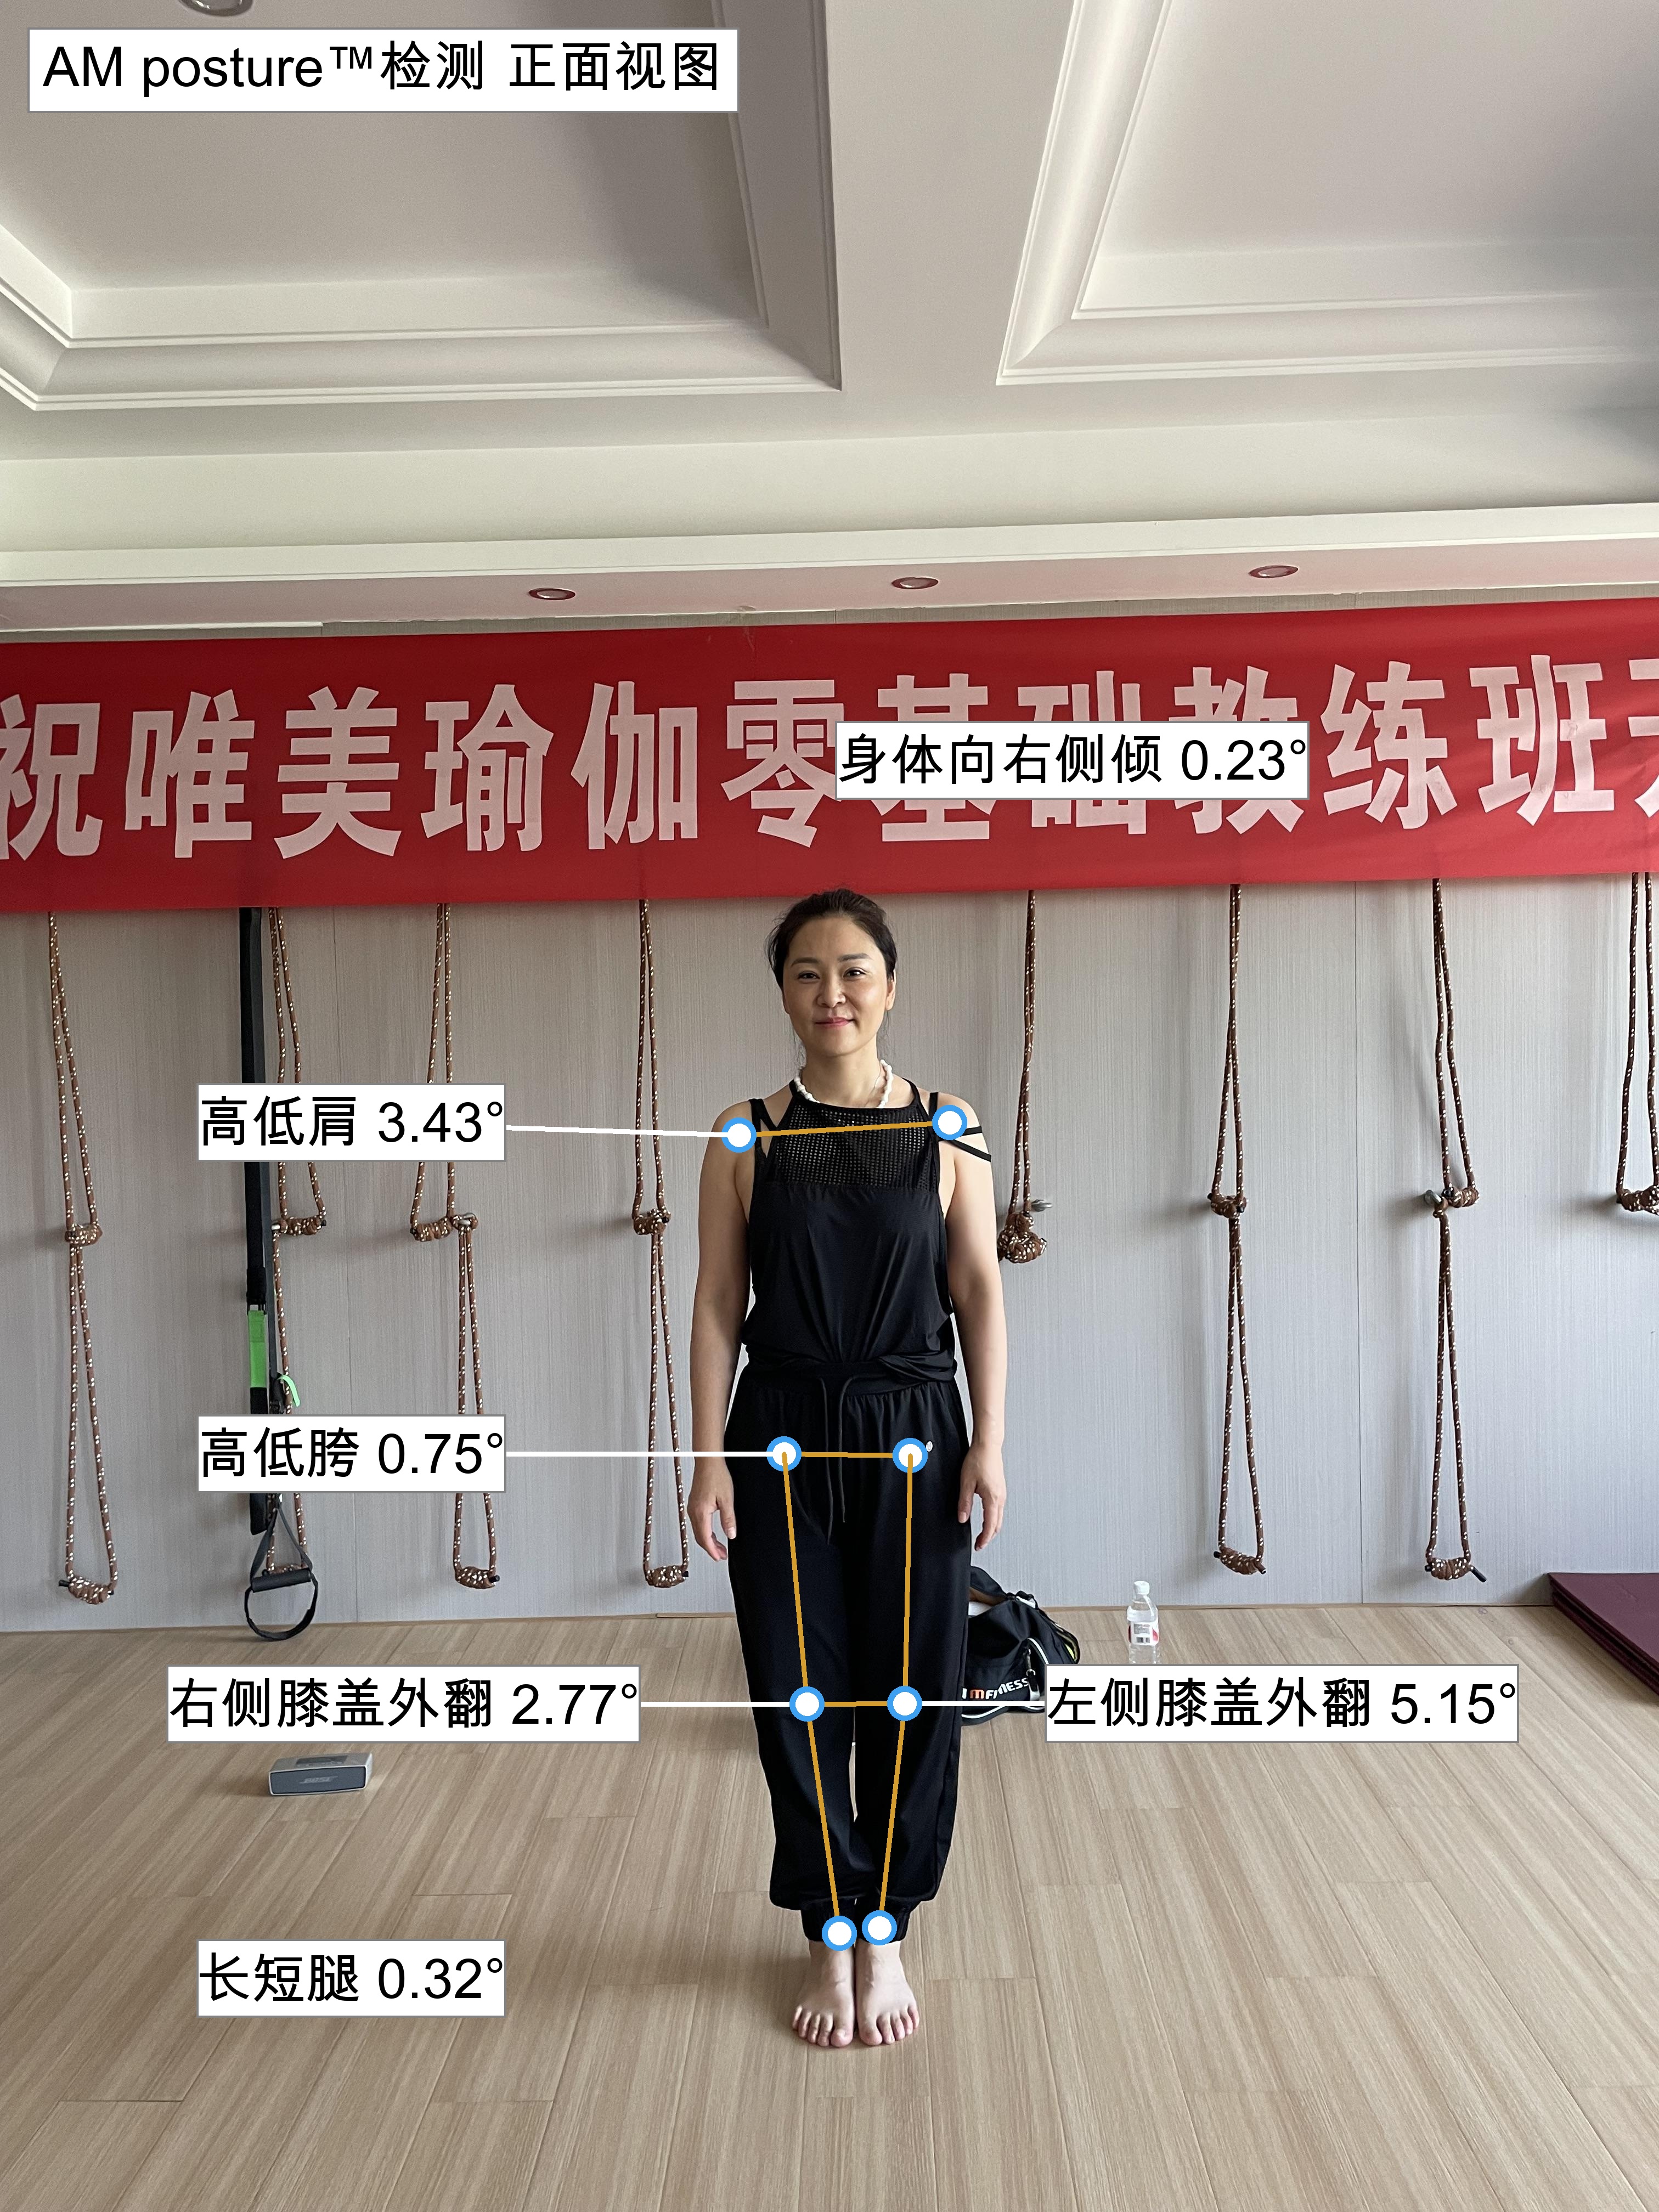 AM posture™检测 正面视图
祝唯美瑜伽零基础教练班
身体向右侧倾 0.23°
高低肩 3.43°
高低胯 0.75°
右侧膝盖外翻 2.77°
左侧膝盖外翻 5.15°
MFITNESS
BOSE
长短腿 0.32°